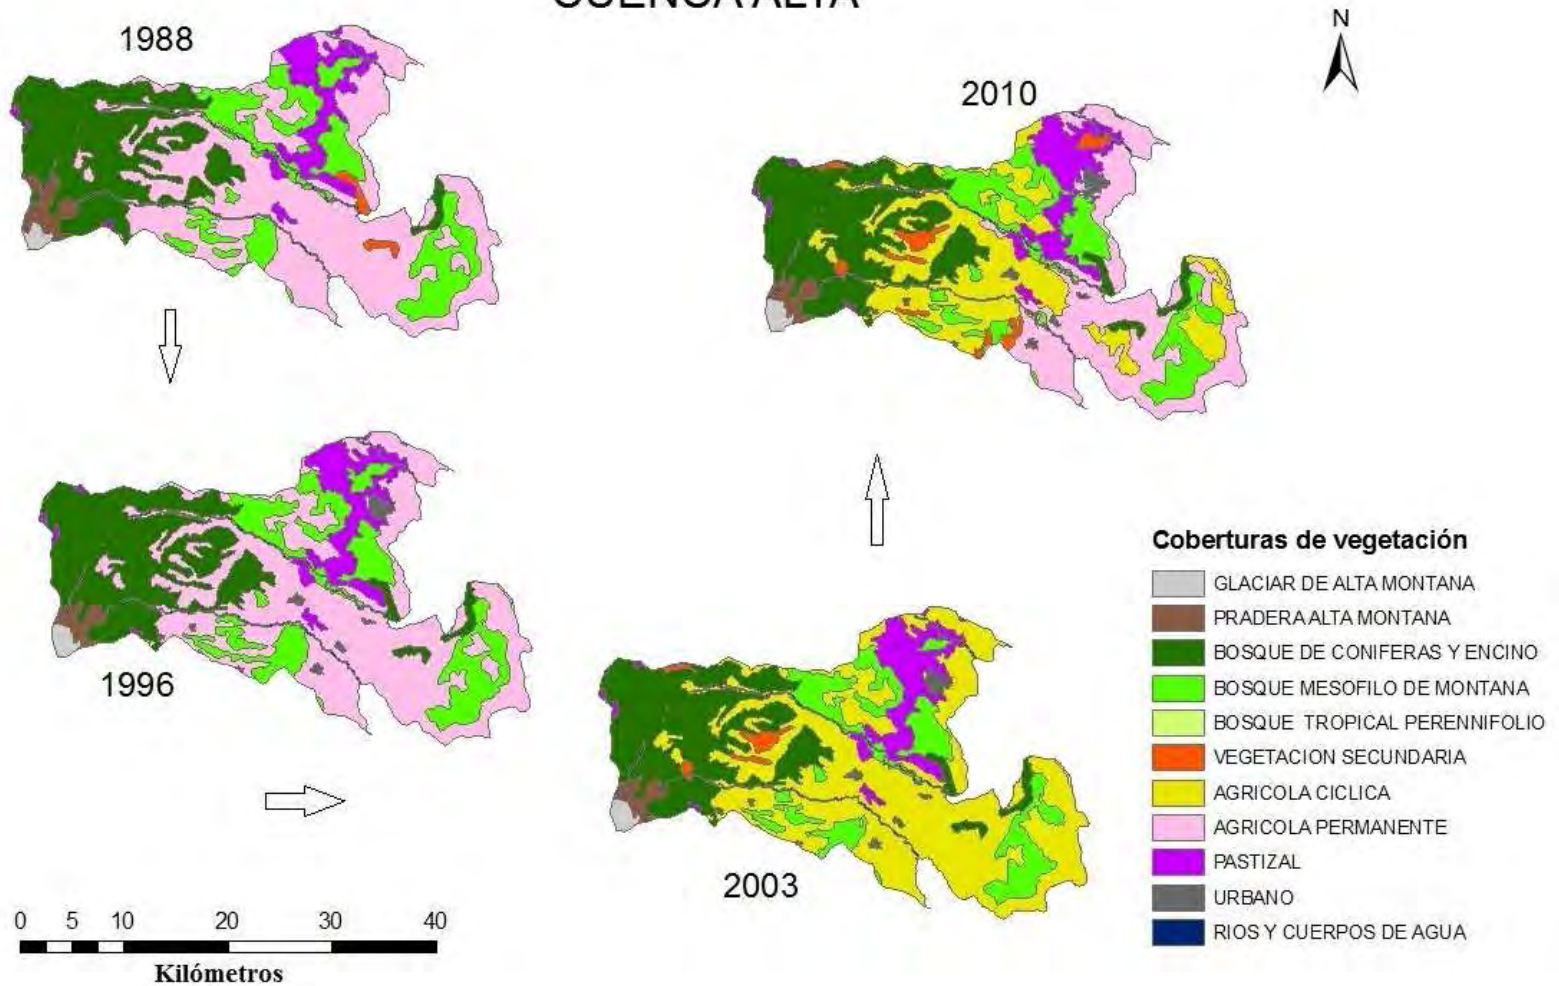 CUENCA ALTA
1988
N
2010
1996
2003
Coberturas de vegetación
GLACIAR DE ALTA MONTANA
PRADERA ALTA MONTANA
BOSQUE DE CONIFERAS Y ENCINO
BOSQUE MESOFILO DE MONTANA
BOSQUE TROPICAL PERENNIFOLIO
VEGETACION SECUNDARIA
AGRICOLA CICLICA
AGRICOLA PERMANENTE
PASTIZAL
URBANO
RIOS Y CUERPOS DE AGUA
0 5 10 20 30 40
Kilómetros